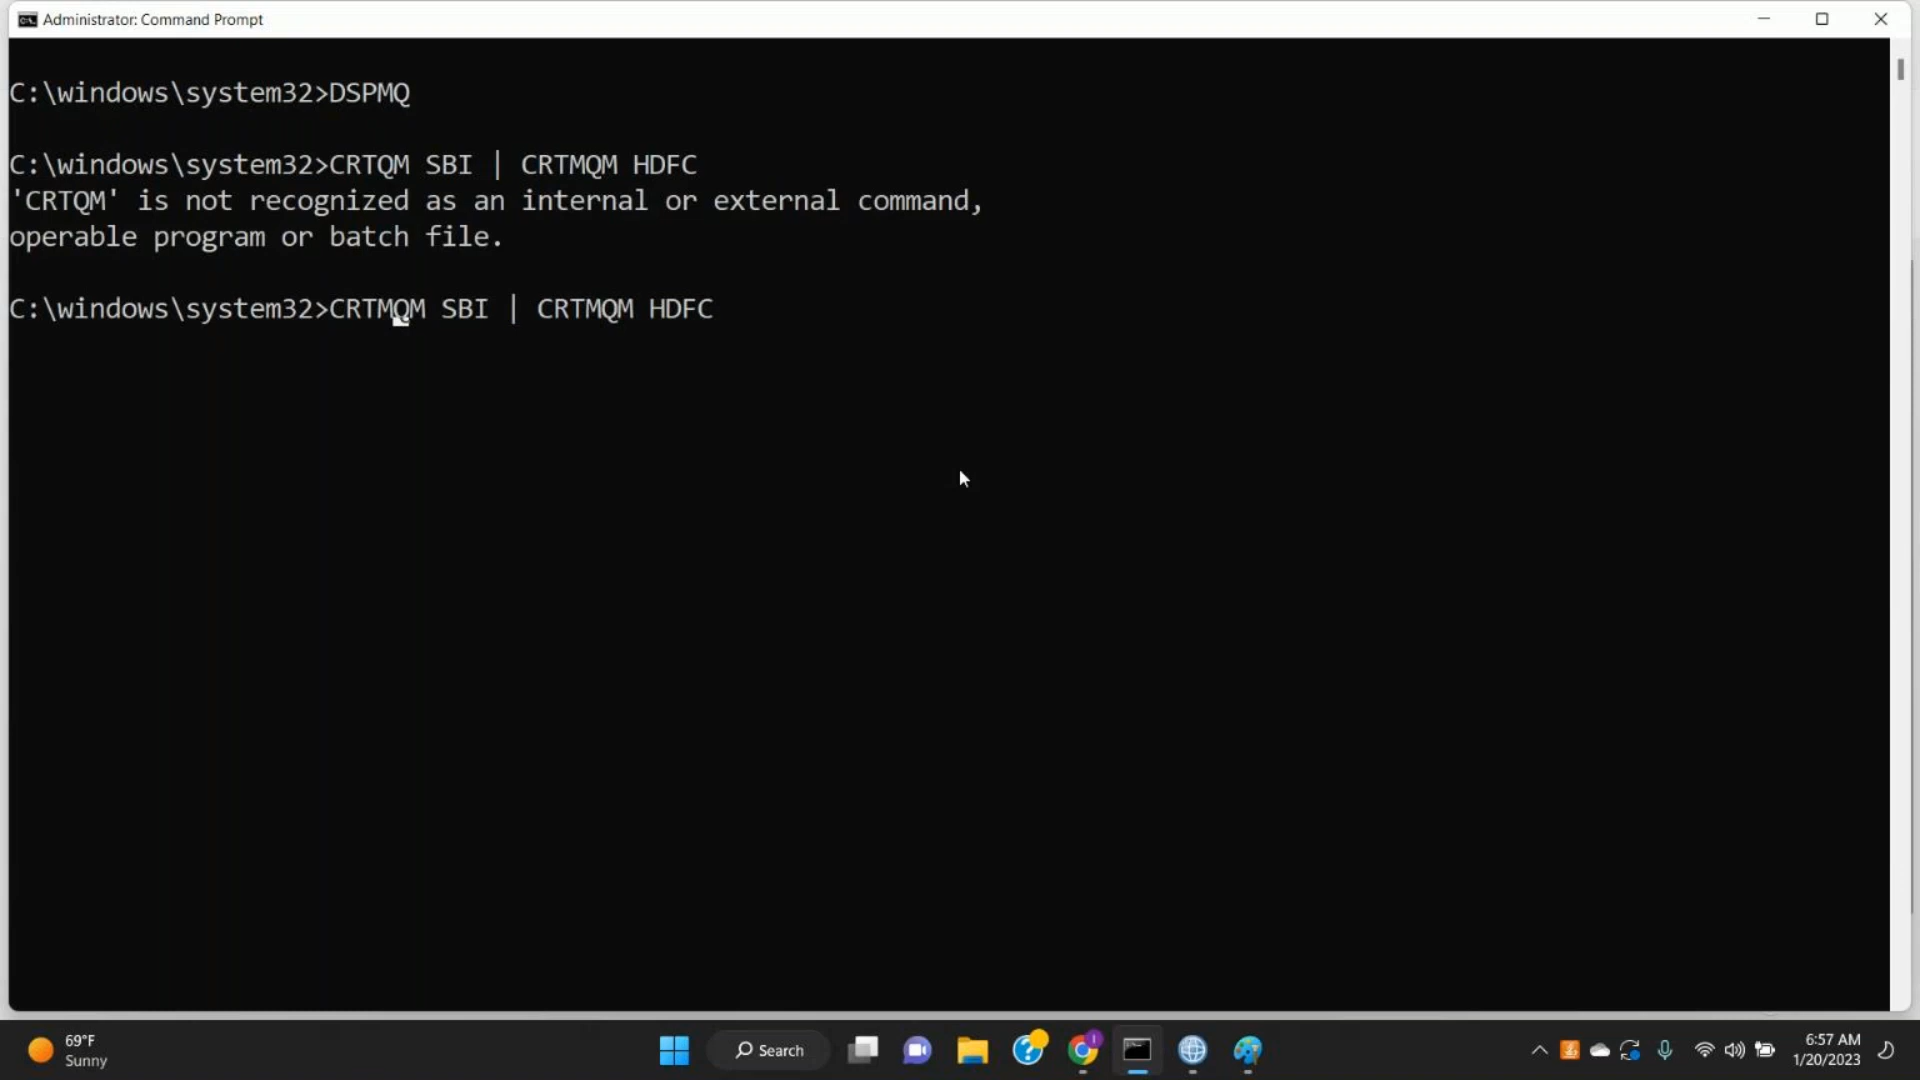 Administrator: Command Prompt
C:\windows\system32>DSPMQ
C:\windows\system32>CRTQM SBI | CRTMQM HDFC
'CRTQM' is not recognized as an internal or external command,
operable program or batch file.
C:\windows\system32>CRTMQM SBI | CRTMQM HDFC
69°F
Sunny
Search
6:57 AM
1/20/2023